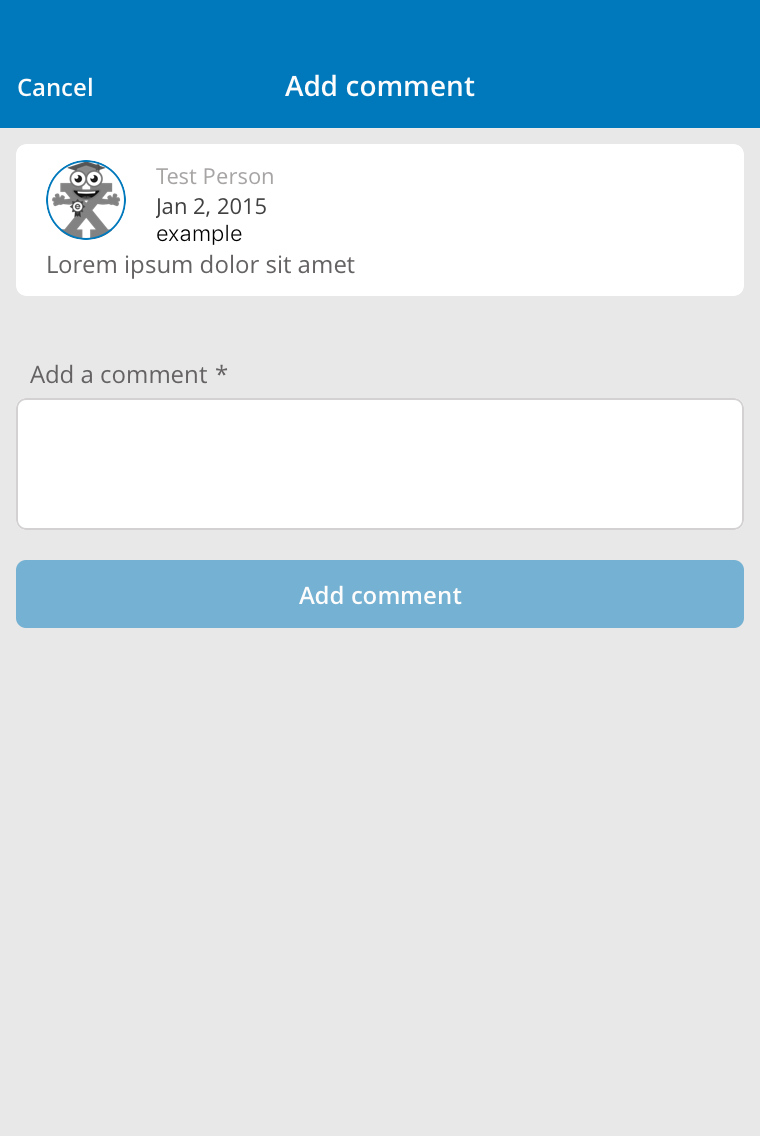 Cancel
Add comment
Test Person
Jan 2, 2015
example
Lorem ipsum dolor sit amet
Add a comment *
Add comment